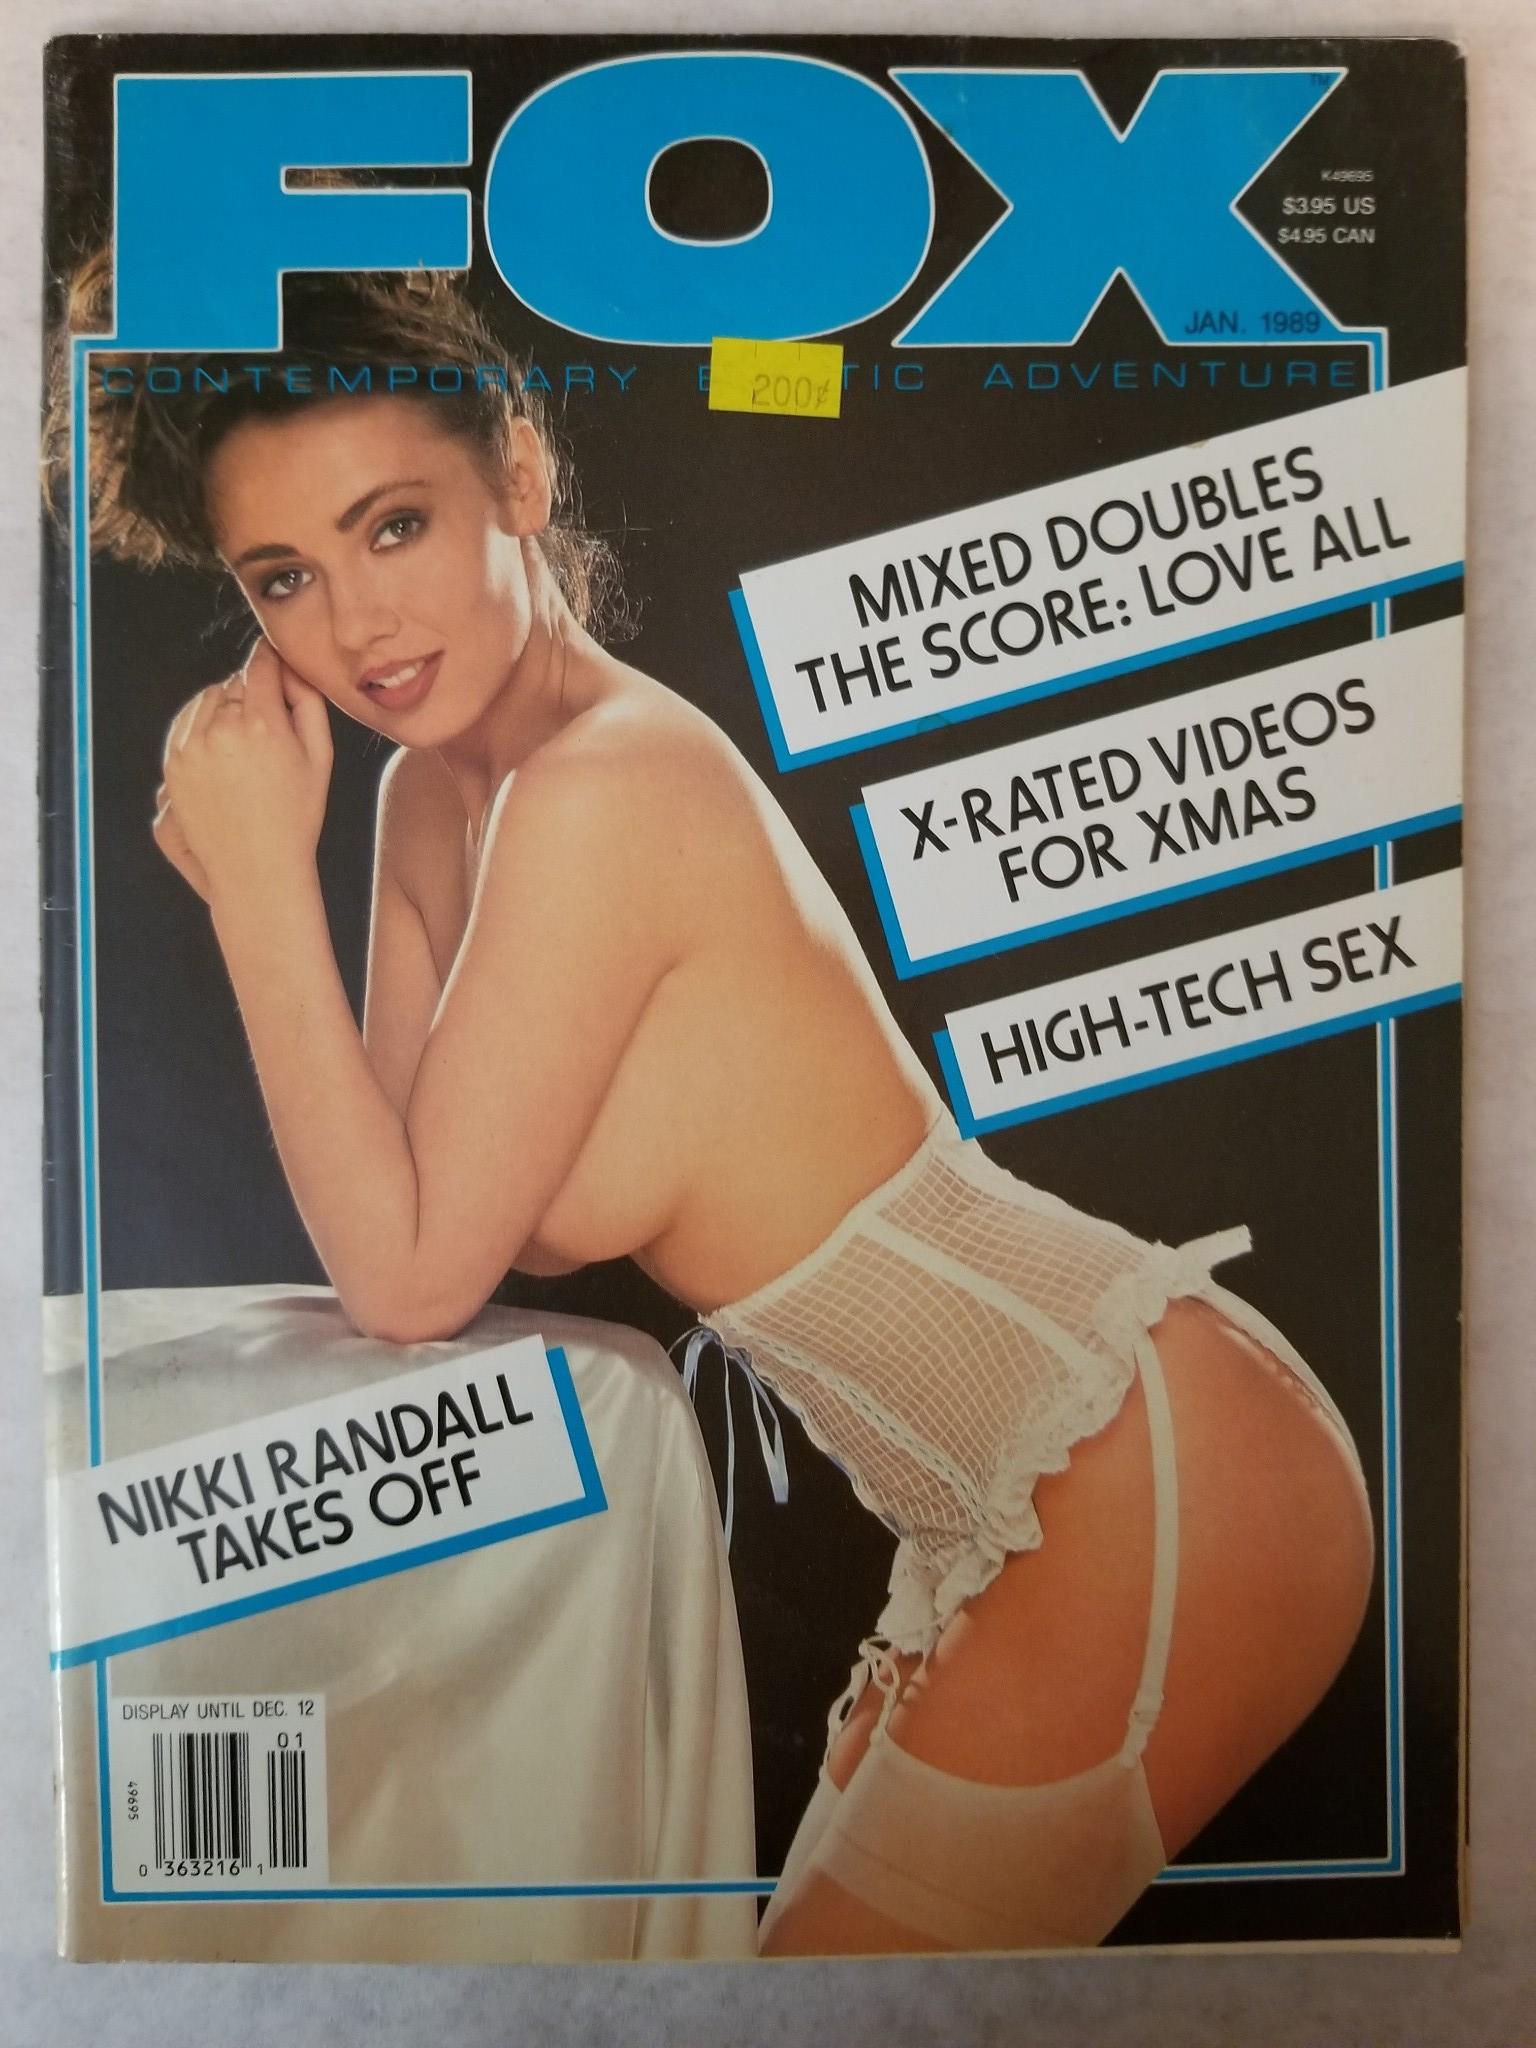 FOX
TM
K49695
$3.95 US
$4.95 CAN
JAN. 1989
CONTEMPORARY E TIC ADVENTURE
200¢
MIXED DOUBLES
THE SCORE: LOVE ALL
X-RATED VIDEOS
FOR XMAS
HIGH-TECH SEX
NIKKI RANDALL
TAKES OFF
DISPLAY UNTIL DEC. 12
01
49695
0 363216 1